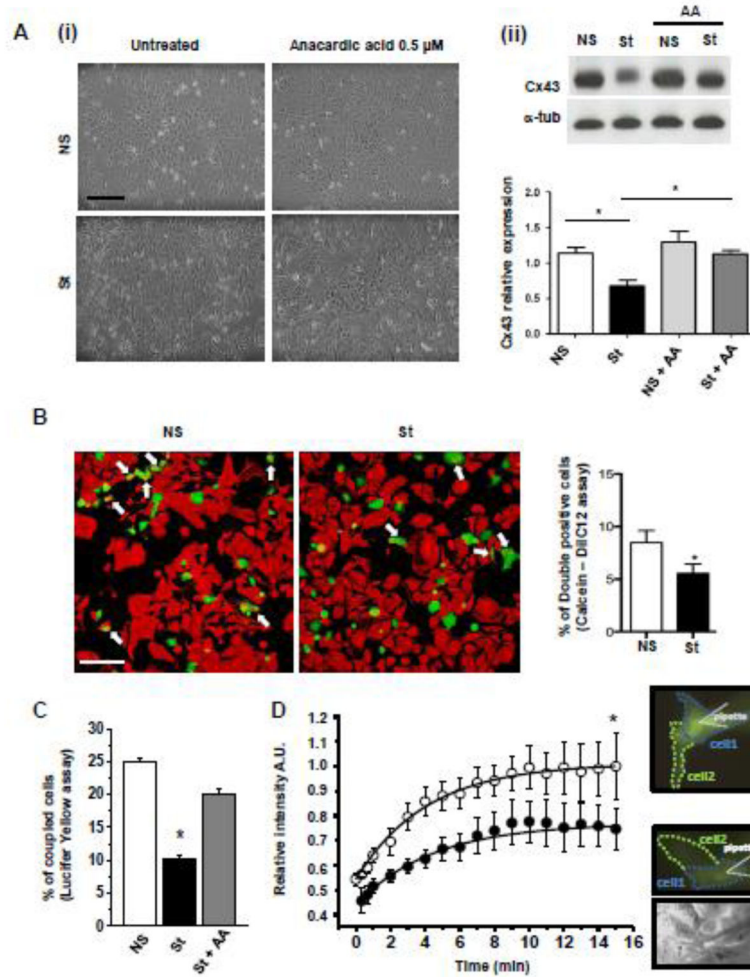 A (i) (ii)
Untreated Anacardic acid 0.5 µM
NS
St
AA
NS St NS St
Cx43
α-tub
Cx43 relative expression
2.0
1.5
1.0
0.5
0.0
* *
NS St NS + AA St + AA
B
NS St
% of Double positive cells
(Calcein – DiIC12 assay)
15
10
5
0
*
NS St
C
% of coupled cells
(Lucifer Yellow assay)
30
25
20
15
10
5
0
*
NS St St + AA
D
Relative intensity A.U.
1.2
1.1
1.0
0.9
0.8
0.7
0.6
0.5
0.4
*
0 2 4 6 8 10 12 14 16
Time (min)
pipette
cell1
cell2
cell2
pipette
cell1